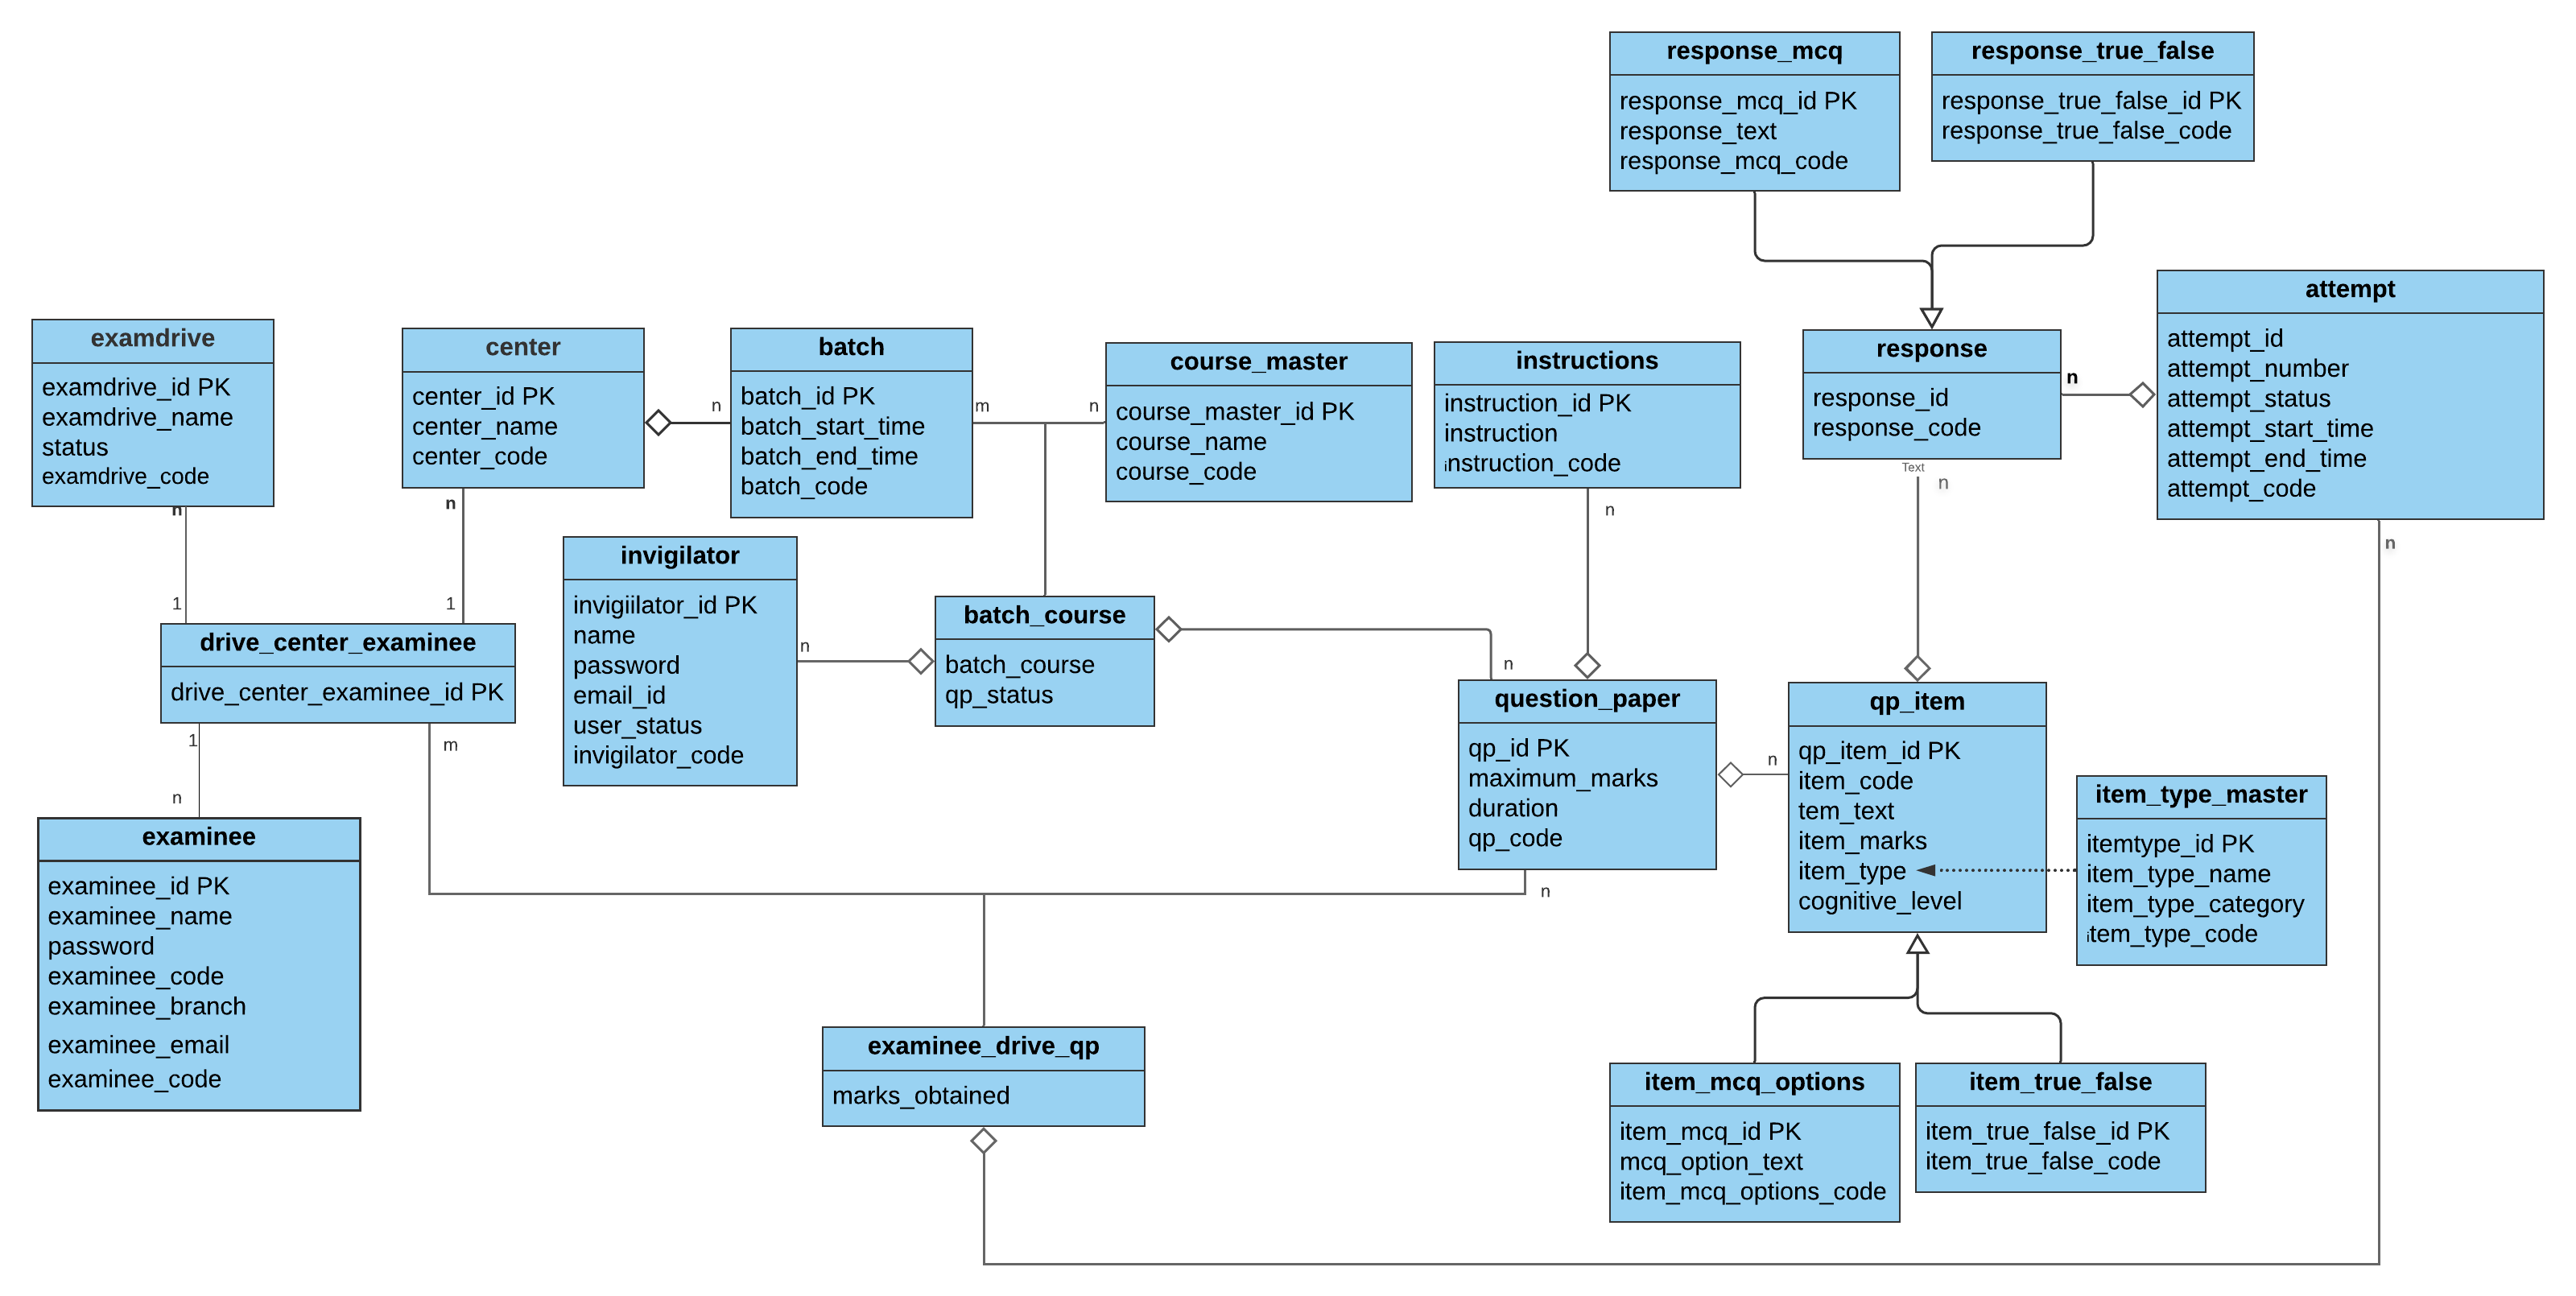 response_mcq
response_mcq_id PK
response_text
response_mcq_code
response_true_false
response_true_false_id PK
response_true_false_code
examdrive
examdrive_id PK
examdrive_name
status
examdrive_code
n
1
center
center_id PK
center_name
center_code
n
1
n
batch
batch_id PK
batch_start_time
batch_end_time
batch_code
m
n
course_master
course_master_id PK
course_name
course_code
instructions
instruction_id PK
instruction
instruction_code
n
response
response_id
response_code
Text
n
n
attempt
attempt_id
attempt_number
attempt_status
attempt_start_time
attempt_end_time
attempt_code
n
drive_center_examinee
drive_center_examinee_id PK
1
n
m
invigilator
invigiilator_id PK
name
password
email_id
user_status
invigilator_code
n
batch_course
batch_course
qp_status
n
question_paper
qp_id PK
maximum_marks
duration
qp_code
n
n
qp_item
qp_item_id PK
item_code
tem_text
item_marks
item_type
cognitive_level
item_type_master
itemtype_id PK
item_type_name
item_type_category
item_type_code
examinee
examinee_id PK
examinee_name
password
examinee_code
examinee_branch
examinee_email
examinee_code
examinee_drive_qp
marks_obtained
item_mcq_options
item_mcq_id PK
mcq_option_text
item_mcq_options_code
item_true_false
item_true_false_id PK
item_true_false_code